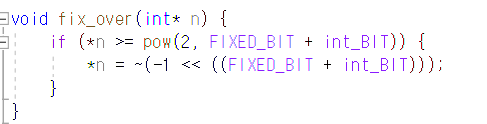 void fix_over(int* n) {
if (*n >= pow(2, FIXED_BIT + int_BIT)) {
*n = ~(-1 << ((FIXED_BIT + int_BIT)));
}
}